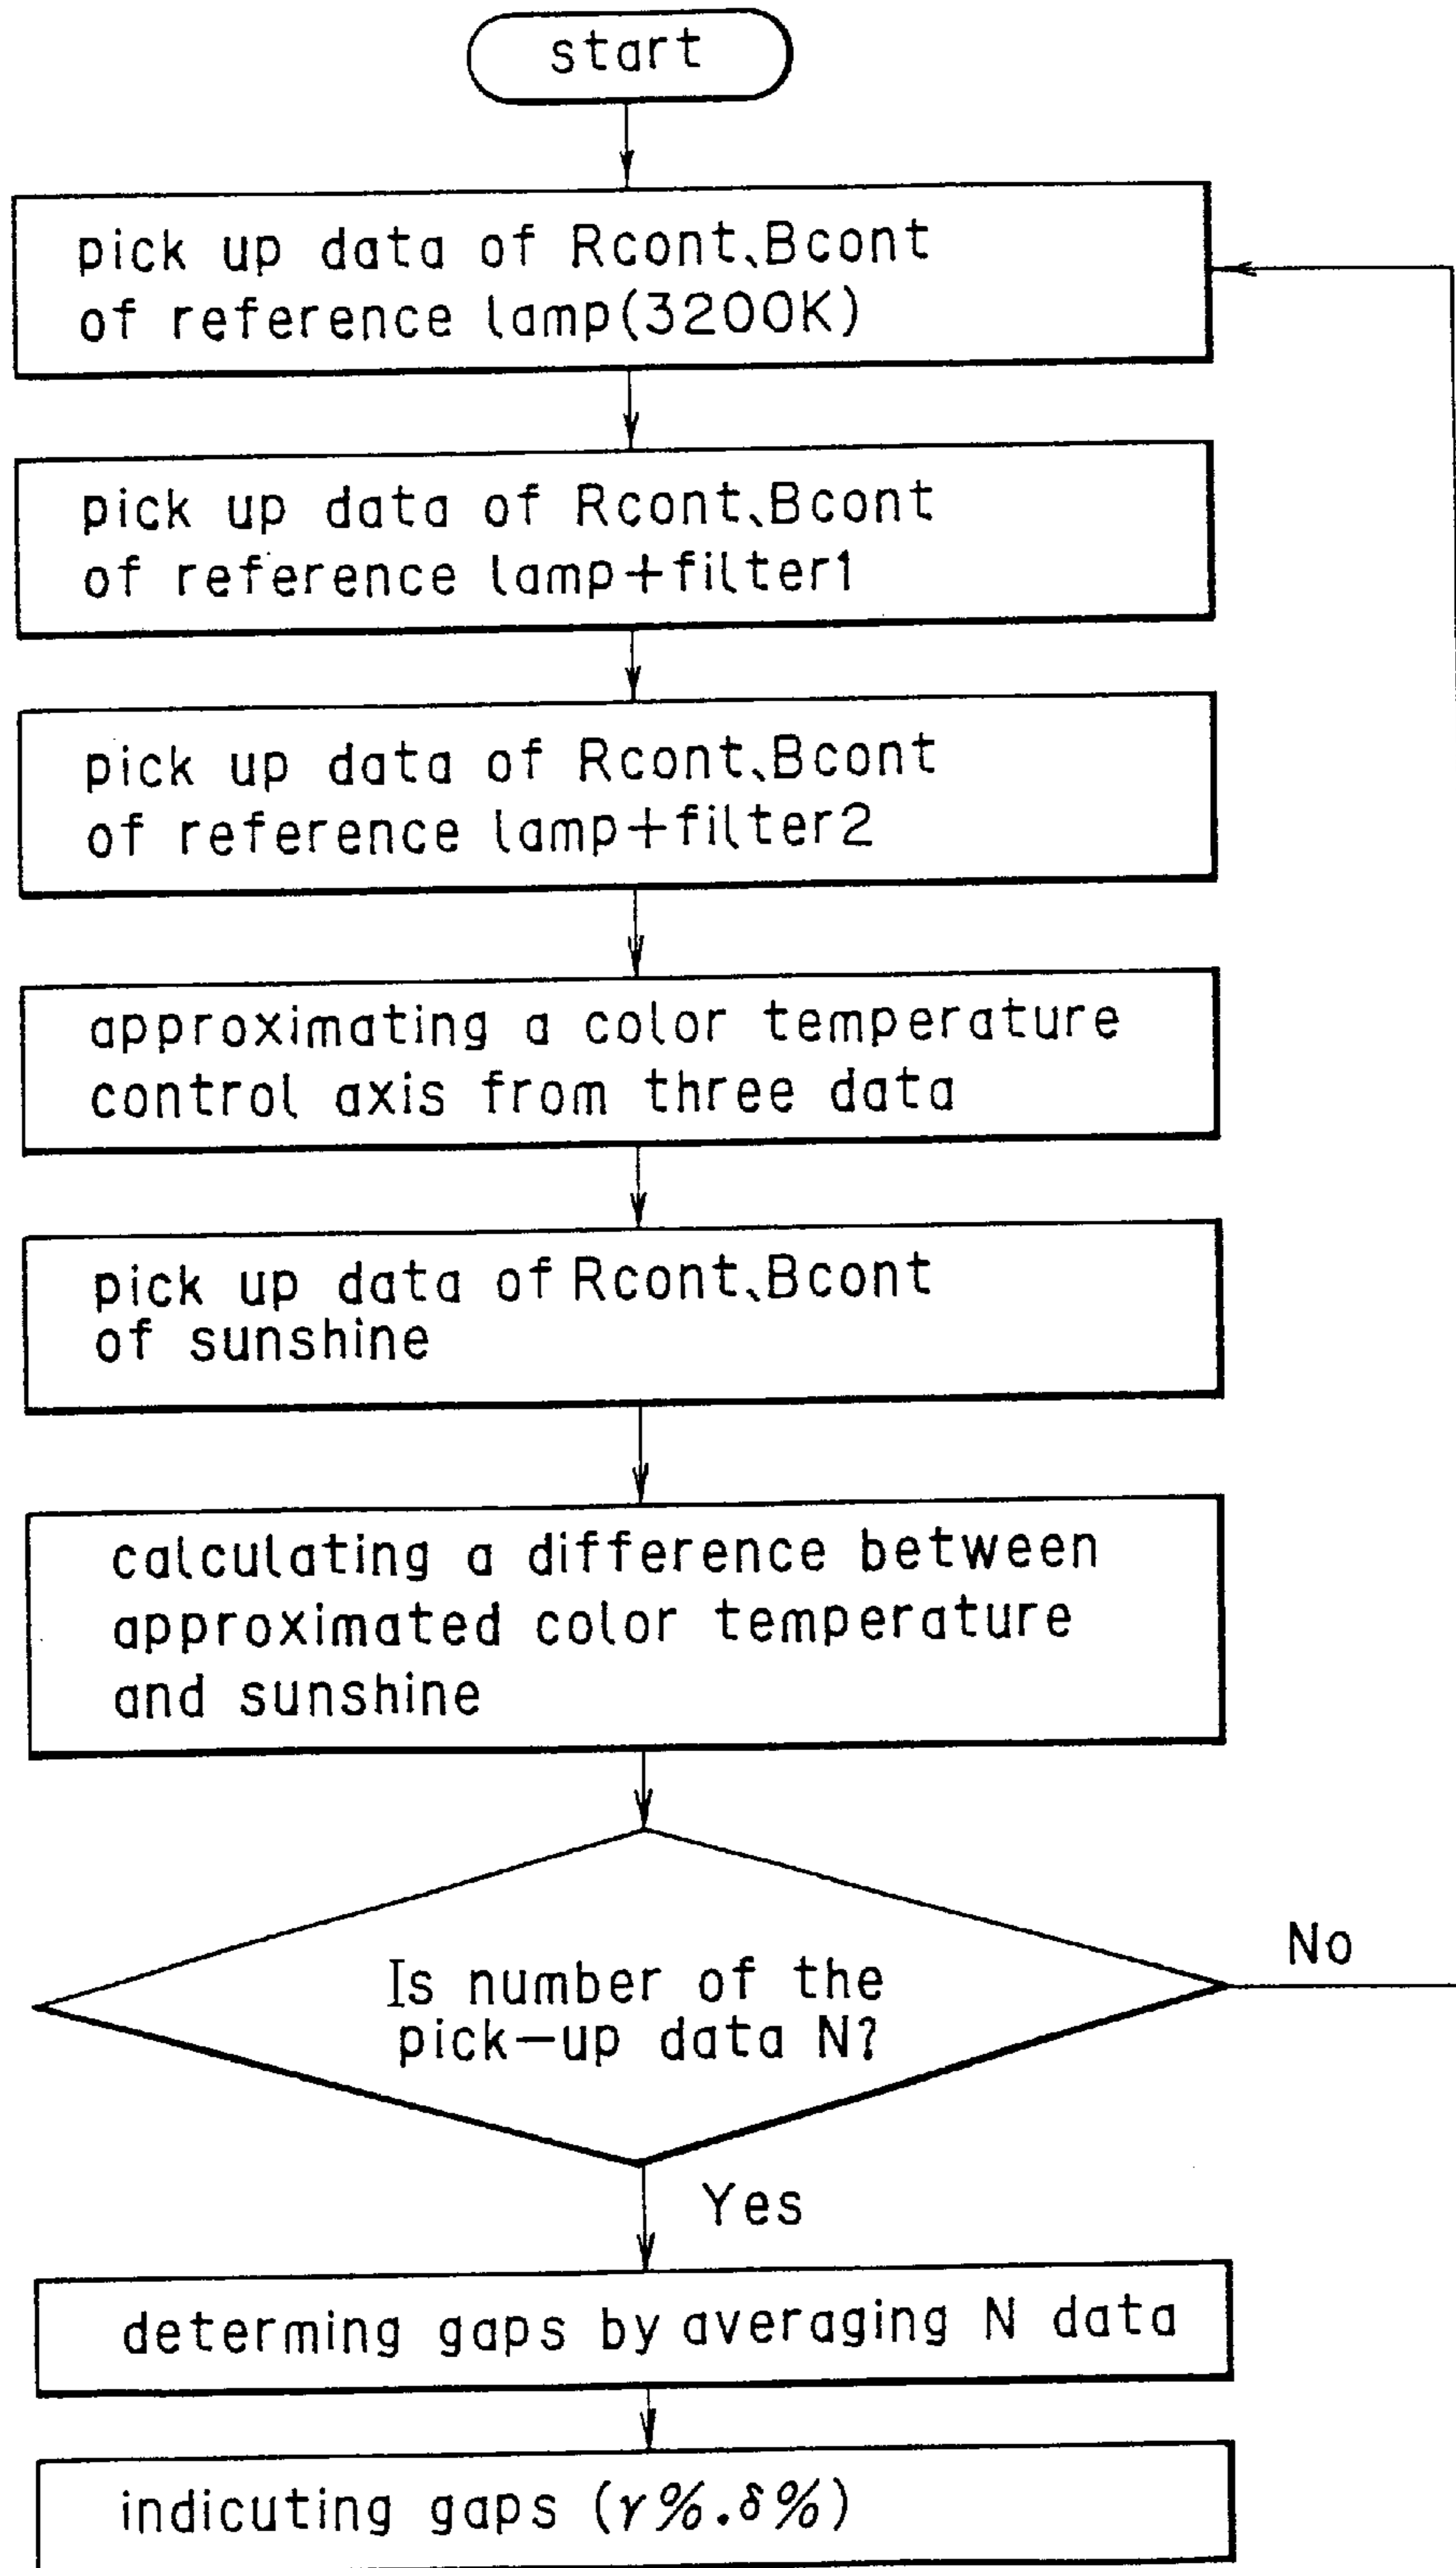 start
pick up data of Rcont、Bcont
of reference lamp(3200K)
pick up data of Rcont、Bcont
of reference lamp+filter1
pick up data of Rcont、Bcont
of reference lamp+filter2
approximating a color temperature
control axis from three data
pick up data of Rcont、Bcont
of sunshine
calculating a difference between
approximated color temperature
and sunshine
Is number of the
pick-up data N?
No
Yes
determing gaps by averaging N data
indicuting gaps (γ%.δ%)